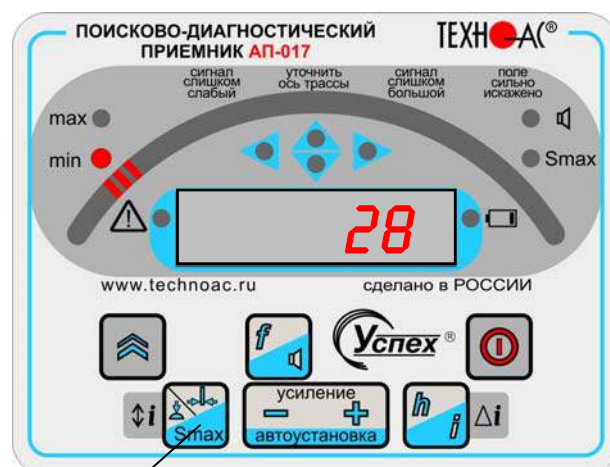 ПОИСКОВО-ДИАГНОСТИЧЕСКИЙ
ПРИЕМНИК АП-017
ТЕХНО-АС®
сигнал слишком слабый
уточнить ось трассы
сигнал слишком большой
поле сильно искажено
max
min
Smax
28
www.technoac.ru
сделано в РОССИИ
f
Успех ®
i
Smax
усиление
автоустановка
h
i
Δi